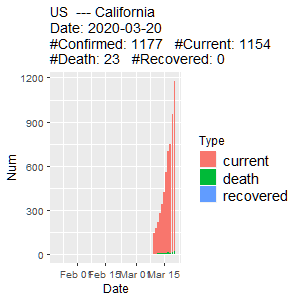 US --- California
Date: 2020-03-20
#Confirmed: 1177 #Current: 1154
#Death: 23 #Recovered: 0
1200
900
600
300
0
Num
Feb 01 Feb 15 Mar 01 Mar 15
Date
Type
current
death
recovered